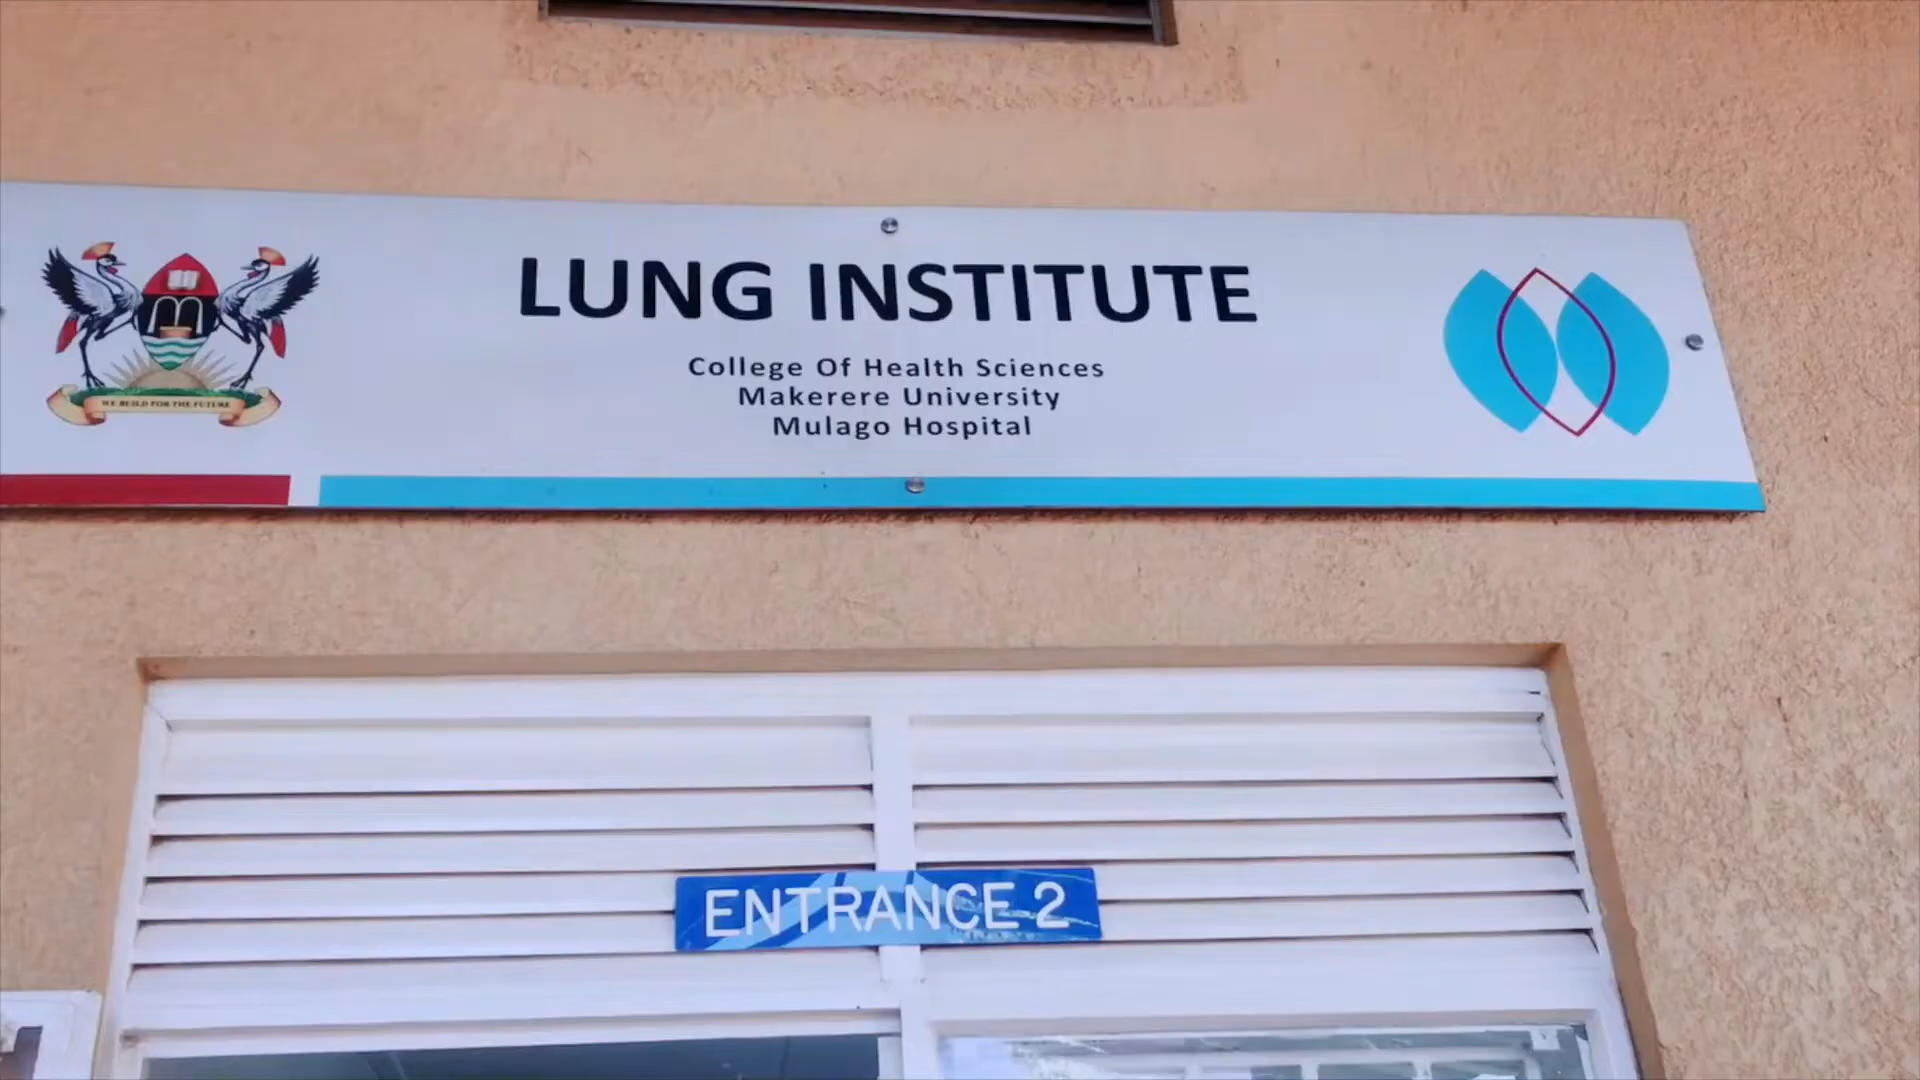 LUNG INSTITUTE
College Of Health Sciences
Makerere University
Mulago Hospital
WE BUILD FOR THE FUTURE
ENTRANCE 2